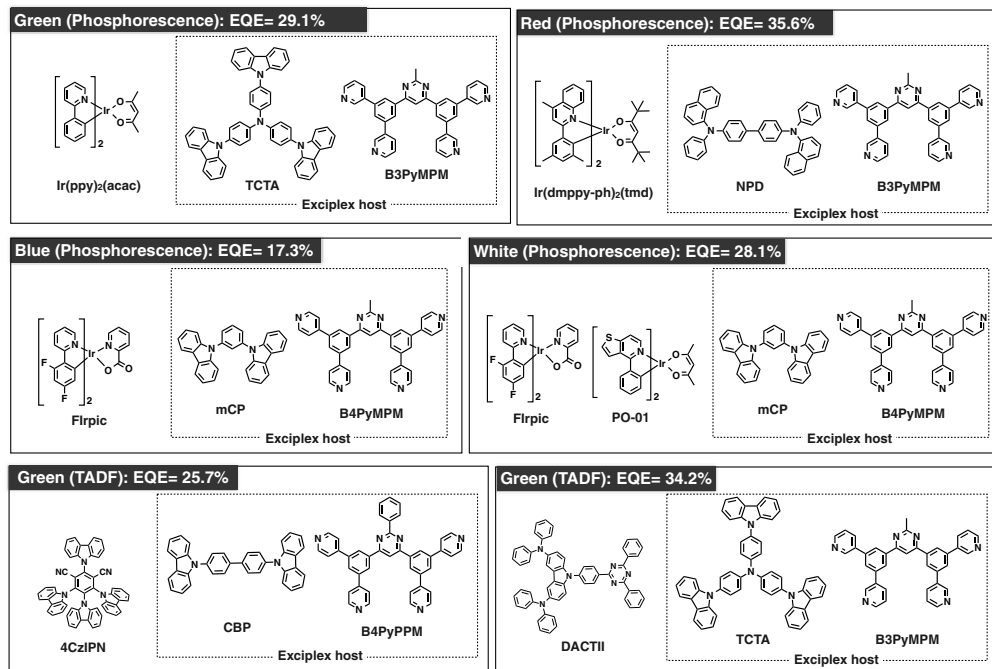 Green (Phosphorescence): EQE= 29.1%
Ir(ppy)₂(acac)
TCTA
B3PyMPM
Exciplex host
Red (Phosphorescence): EQE= 35.6%
Ir(dmppy-ph)₂(tmd)
NPD
B3PyMPM
Exciplex host
Blue (Phosphorescence): EQE= 17.3%
FIrpic
mCP
B4PyMPM
Exciplex host
White (Phosphorescence): EQE= 28.1%
FIrpic
PO-01
mCP
B4PyMPM
Exciplex host
Green (TADF): EQE= 25.7%
4CzIPN
CBP
B4PyPPM
Exciplex host
Green (TADF): EQE= 34.2%
DACTII
TCTA
B3PyMPM
Exciplex host